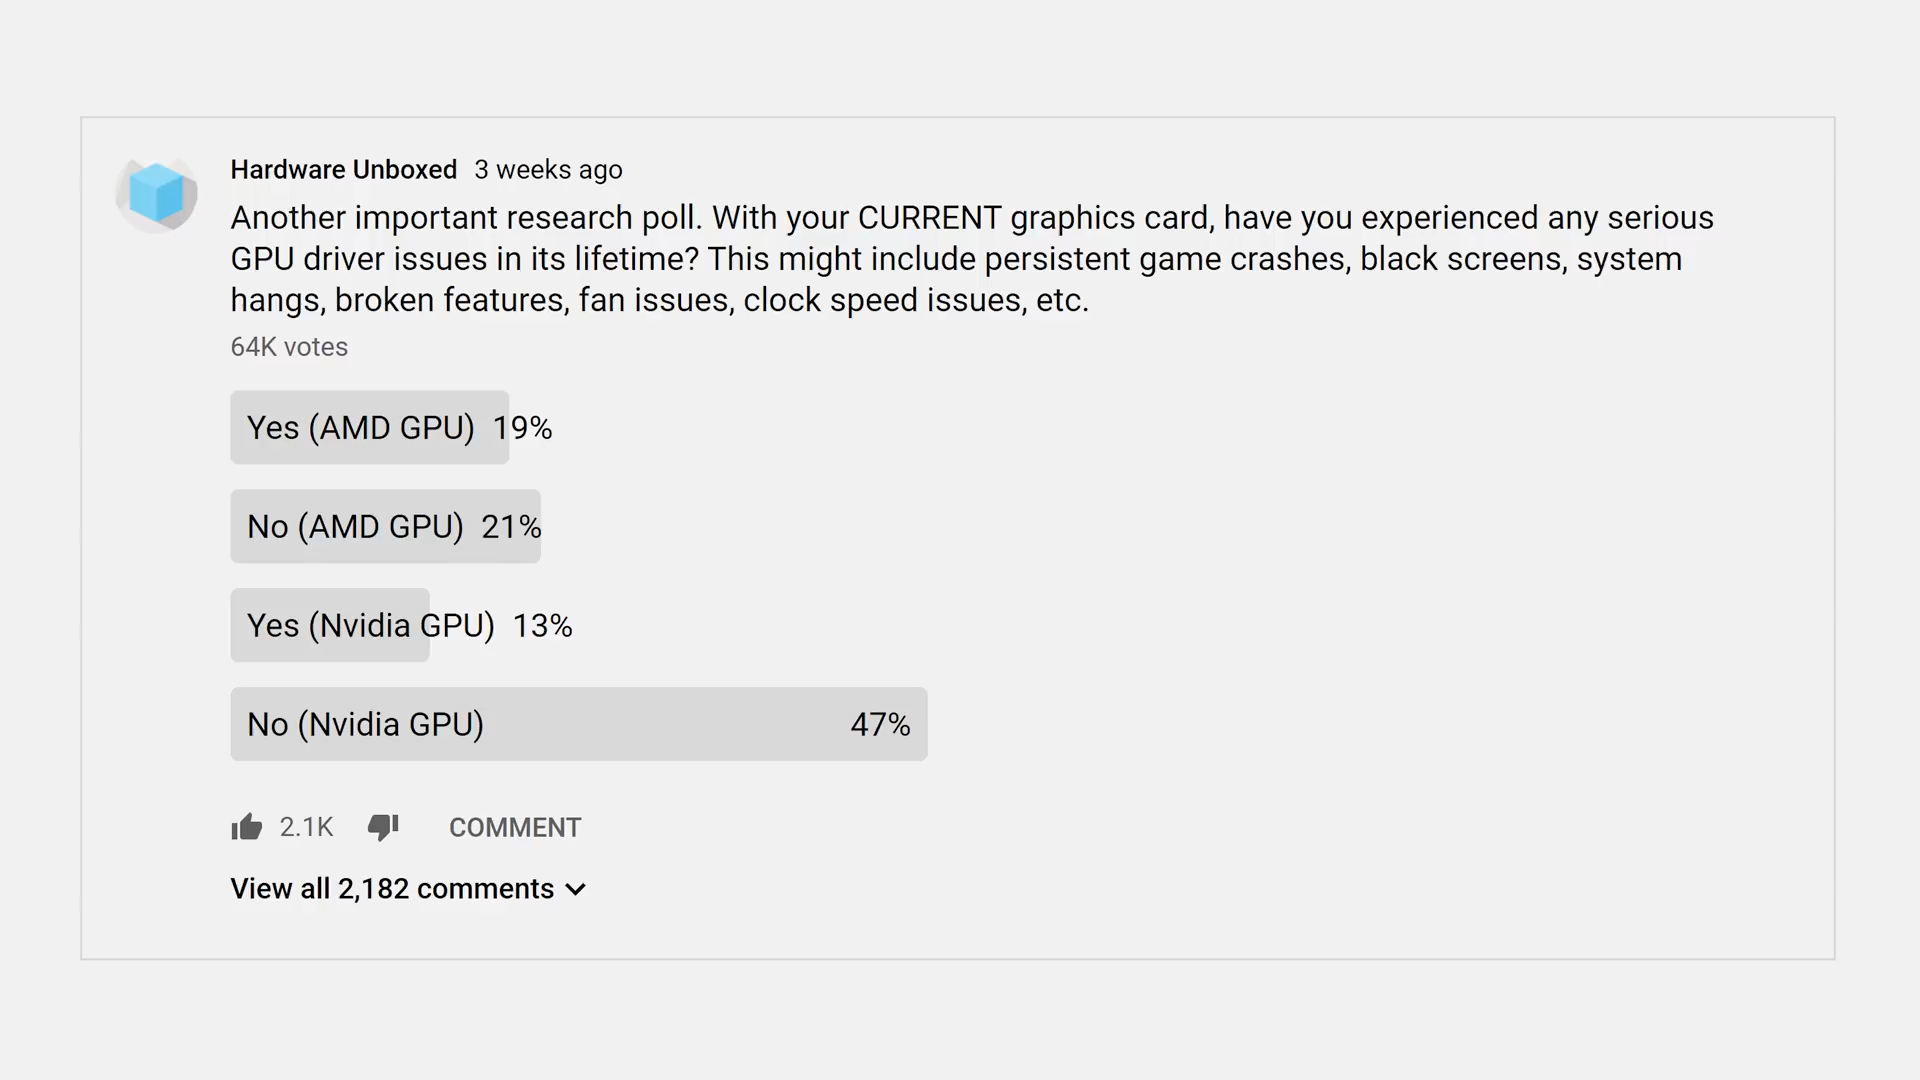 Hardware Unboxed 3 weeks ago
Another important research poll. With your CURRENT graphics card, have you experienced any serious
GPU driver issues in its lifetime? This might include persistent game crashes, black screens, system
hangs, broken features, fan issues, clock speed issues, etc.
64K votes
Yes (AMD GPU) 19%
No (AMD GPU) 21%
Yes (Nvidia GPU) 13%
No (Nvidia GPU) 47%
2.1K COMMENT
View all 2,182 comments